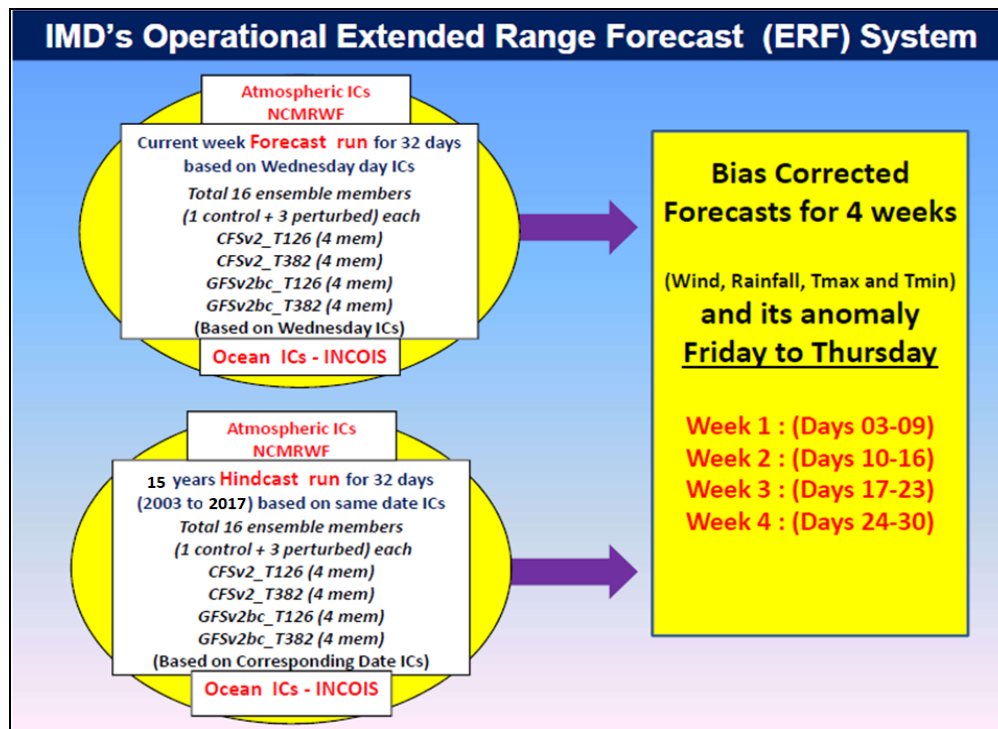 IMD's Operational Extended Range Forecast (ERF) System
Atmospheric ICs
NCMRWF
Current week Forecast run for 32 days
based on Wednesday day ICs
Total 16 ensemble members
(1 control + 3 perturbed) each
CFSv2_T126 (4 mem)
CFSv2_T382 (4 mem)
GFSv2bc_T126 (4 mem)
GFSv2bc_T382 (4 mem)
(Based on Wednesday ICs)
Ocean ICs - INCOIS
Atmospheric ICs
NCMRWF
15 years Hindcast run for 32 days
(2003 to 2017) based on same date ICs
Total 16 ensemble members
(1 control + 3 perturbed) each
CFSv2_T126 (4 mem)
CFSv2_T382 (4 mem)
GFSv2bc_T126 (4 mem)
GFSv2bc_T382 (4 mem)
(Based on Corresponding Date ICs)
Ocean ICs - INCOIS
Bias Corrected
Forecasts for 4 weeks
(Wind, Rainfall, Tmax and Tmin)
and its anomaly
Friday to Thursday
Week 1 : (Days 03-09)
Week 2 : (Days 10-16)
Week 3 : (Days 17-23)
Week 4 : (Days 24-30)